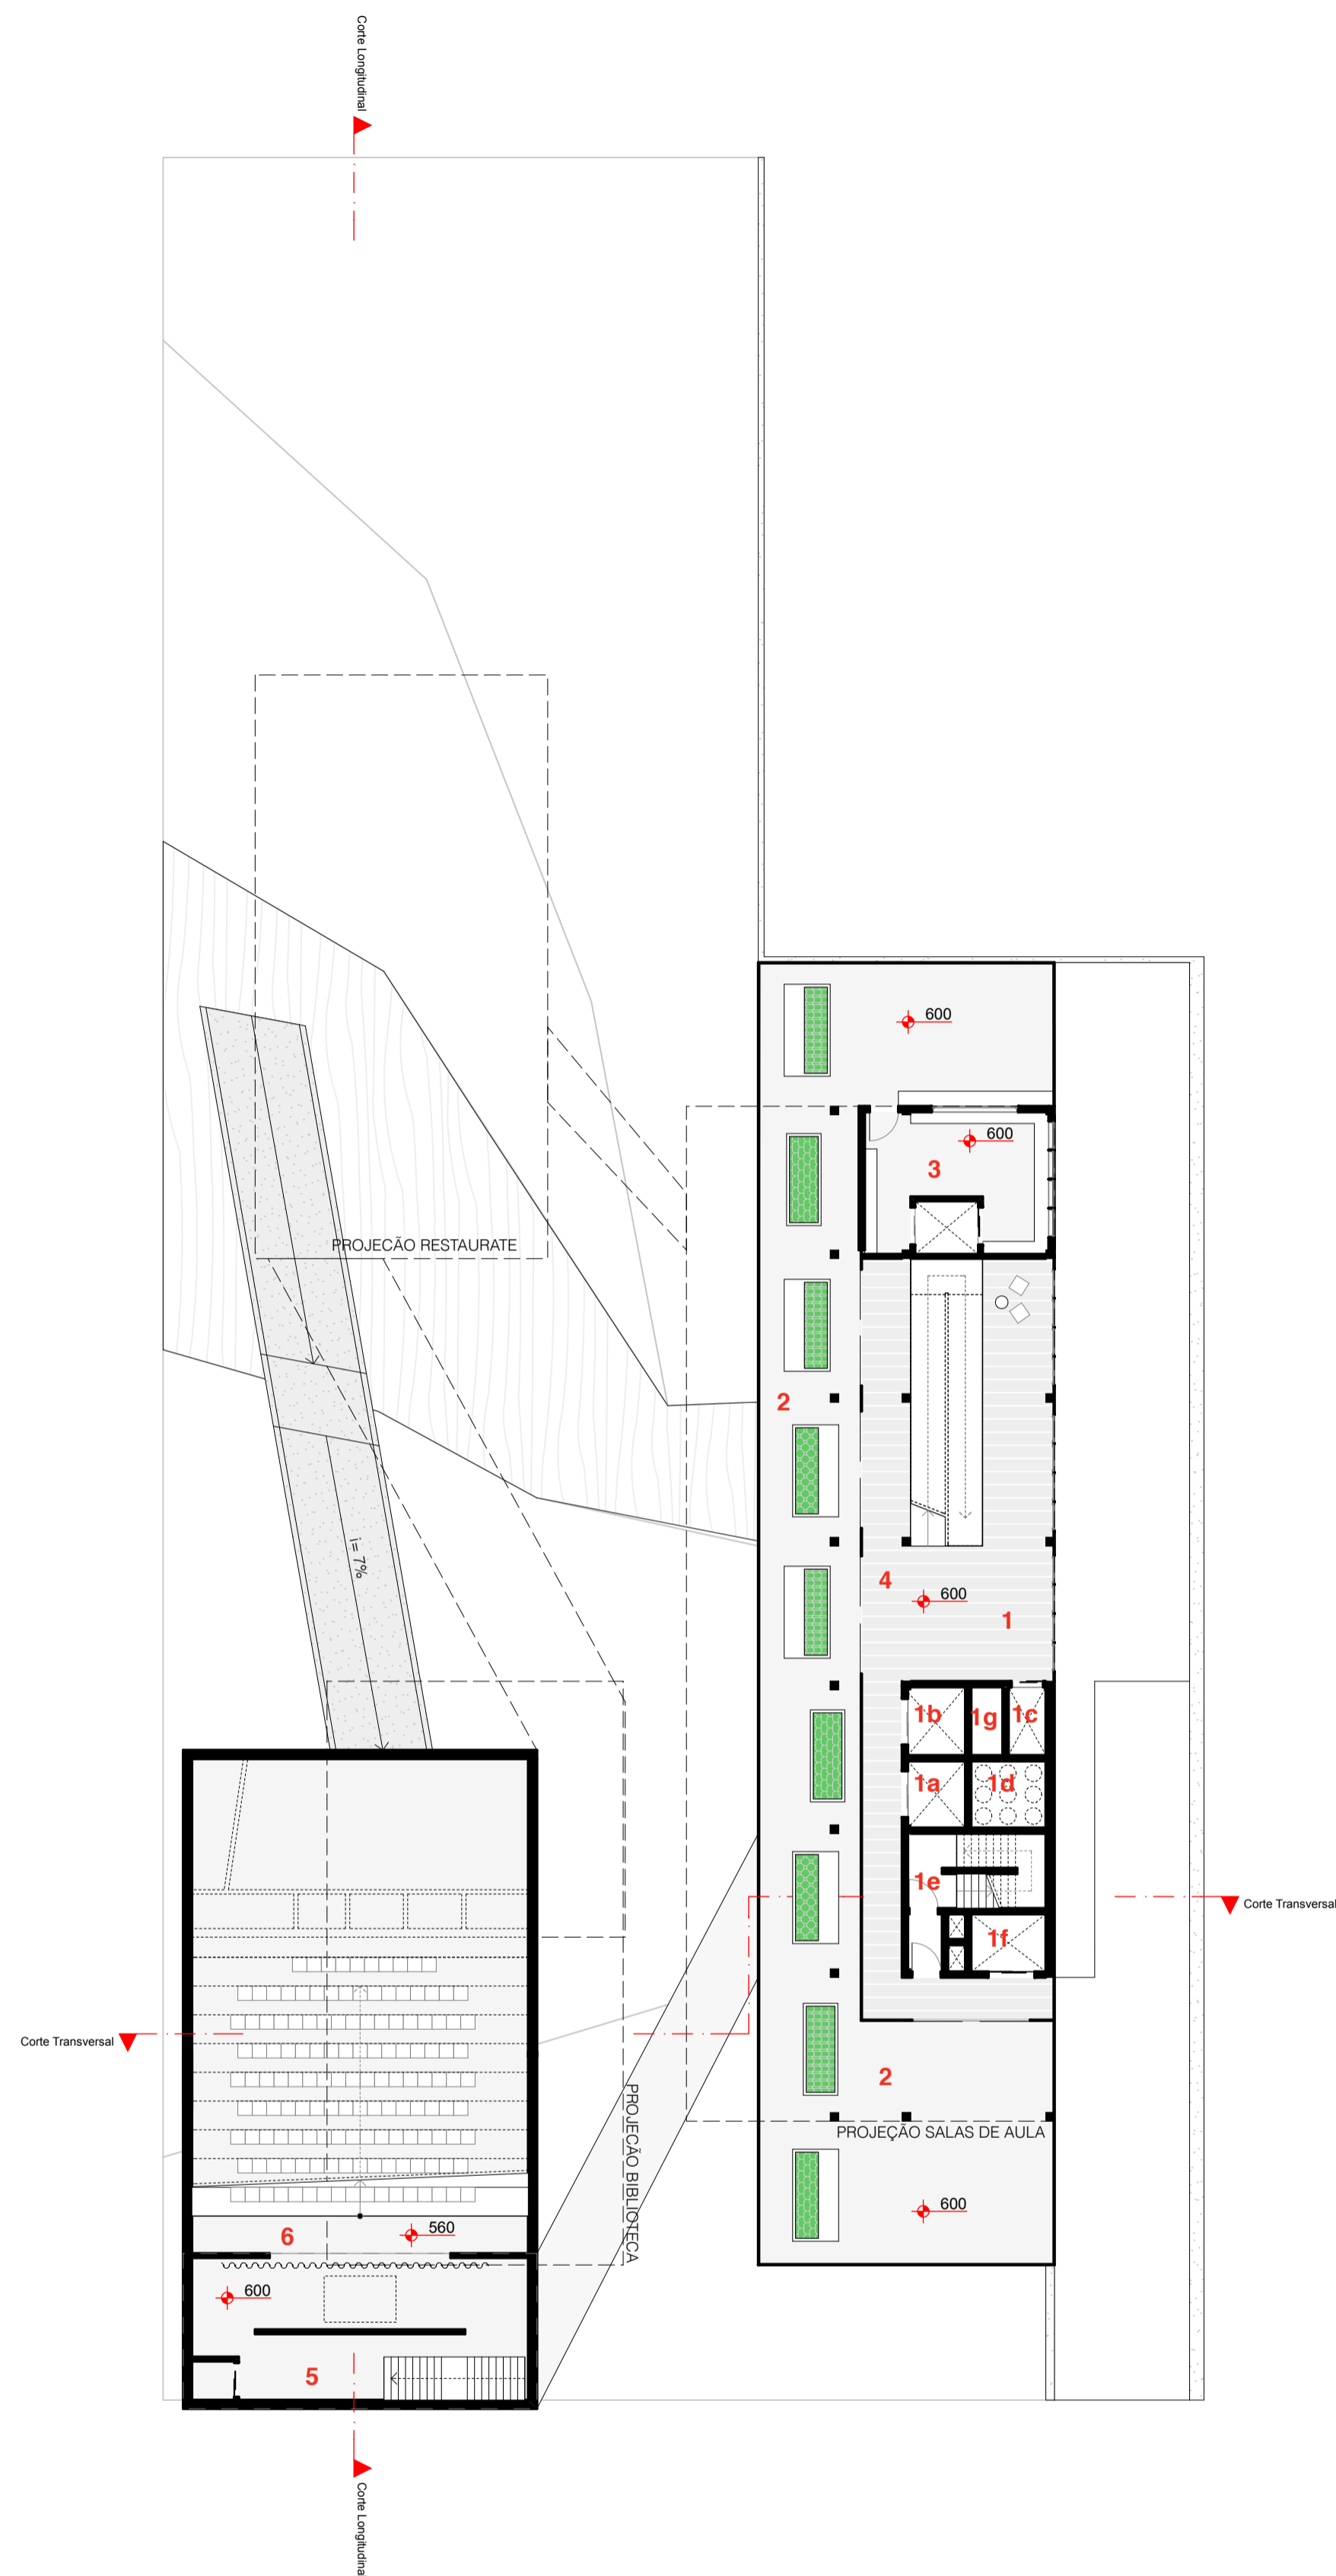 Corte Longitudinal
600
600
3
PROJECÃO RESTAURATE
2
i= 7%
4
600
1
1b
1g
1c
1a
1d
1e
Corte Transversal
1f
Corte Transversal
2
PROJEÇÃO SALAS DE AULA
PROJECÃO BIBLIOTECA
600
6
560
600
5
Corte Longitudinal